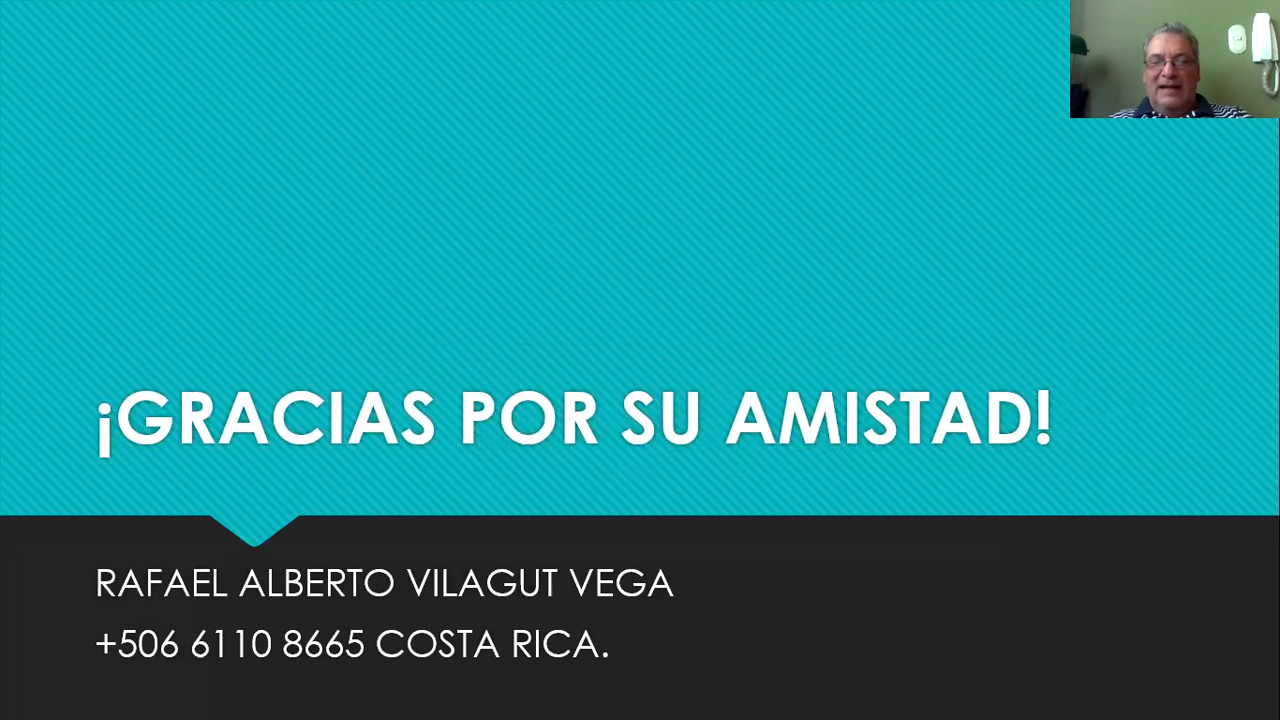 ¡GRACIAS POR SU AMISTAD!
RAFAEL ALBERTO VILAGUT VEGA
+506 6110 8665 COSTA RICA.